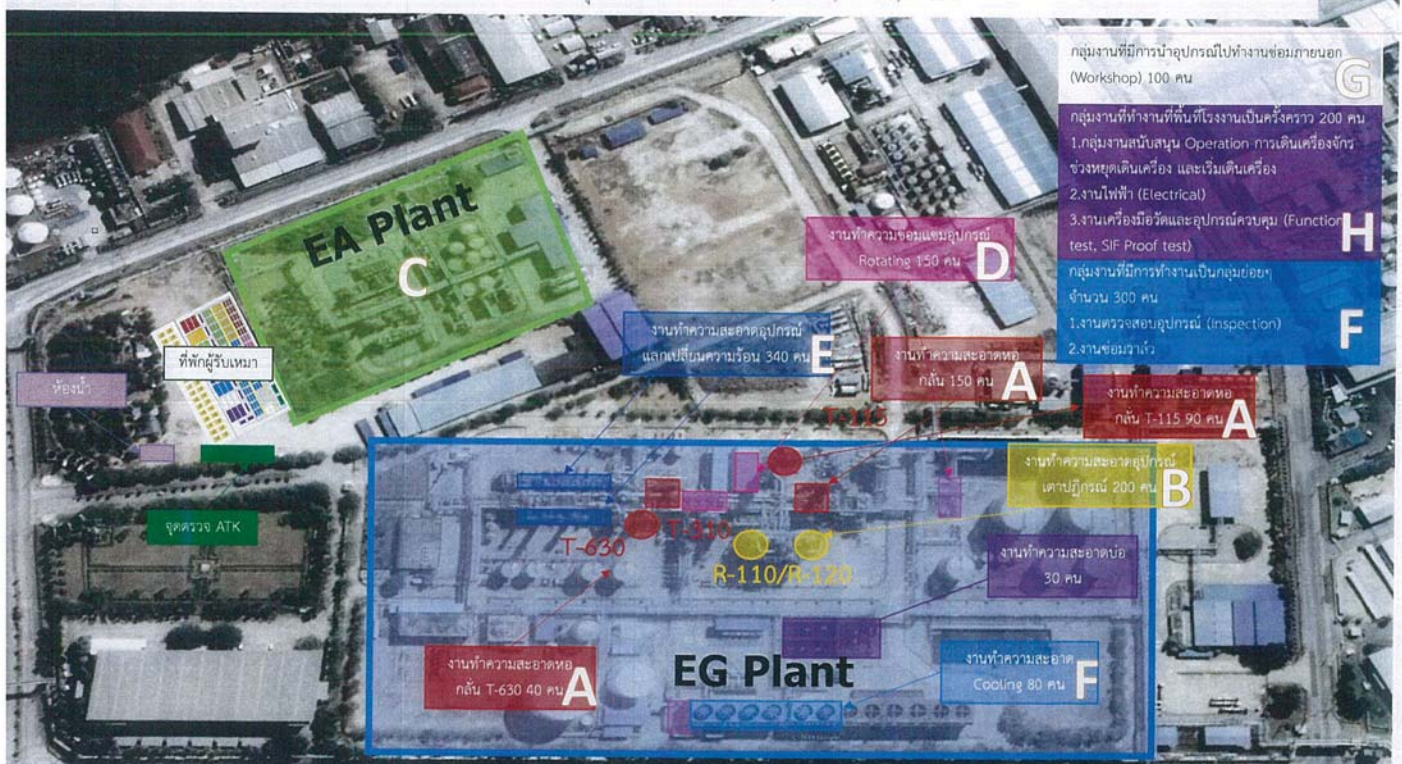 กลุ่มงานที่มีการนำอุปกรณ์ไปทำงานซ่อมภายนอก
(Workshop) 100 คน
G
กลุ่มงานที่ทำงานที่พื้นที่โรงงานเป็นครั้งคราว 200 คน
1.กลุ่มงานสนับสนุน Operation การเดินเครื่องจักร
ช่วงหยุดเดินเครื่อง และเริ่มเดินเครื่อง
2.งานไฟฟ้า (Electrical)
3.งานเครื่องมือวัดและอุปกรณ์ควบคุม (Function
test, SIF Proof test)
H
กลุ่มงานที่มีการทำงานเป็นกลุ่มย่อยๆ
จำนวน 300 คน
1.งานตรวจสอบอุปกรณ์ (Inspection)
2.งานซ่อมวาล์ว
F
EA Plant
C
งานทำความซ่อมแซมอุปกรณ์
Rotating 150 คน
D
งานทำความสะอาดอุปกรณ์
แลกเปลี่ยนความร้อน 340 คน
E
งานทำความสะอาดหอ
กลั่น 150 คน
A
งานทำความสะอาดหอ
กลั่น T-115 90 คน
A
ที่พักผู้รับเหมา
ห้องน้ำ
จุดตรวจ ATK
T-115
งานทำความสะอาดอุปกรณ์
เตาปฏิกรณ์ 200 คน
B
T-630
T-310
R-110/R-120
งานทำความสะอาดบ่อ
30 คน
งานทำความสะอาดหอ
กลั่น T-630 40 คน
A
EG Plant
งานทำความสะอาด
Cooling 80 คน
F